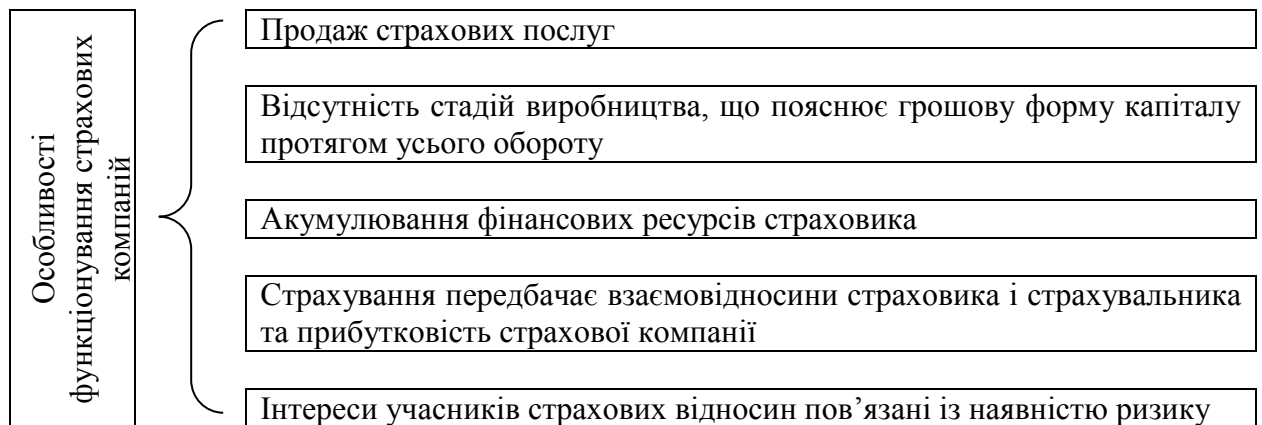 Особливості
функціонування страхових
компаній
Продаж страхових послуг
Відсутність стадій виробництва, що пояснює грошову форму капіталу
протягом усього обороту
Акумулювання фінансових ресурсів страховика
Страхування передбачає взаємовідносини страховика і страхувальника
та прибутковість страхової компанії
Інтереси учасників страхових відносин пов’язані із наявністю ризику